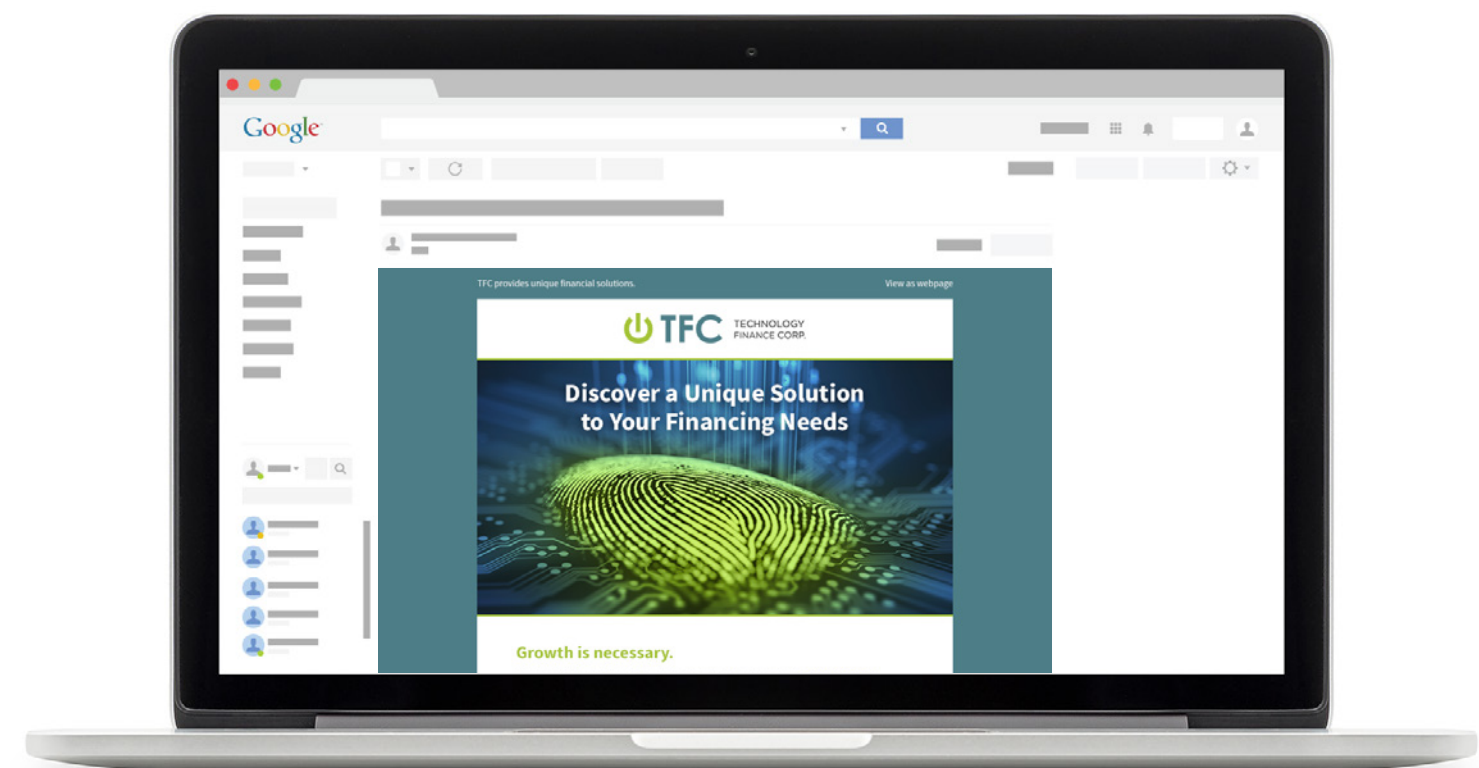 Google
TFC provides unique financial solutions.
View as webpage
TFC
TECHNOLOGY
FINANCE CORP.
Discover a Unique Solution
to Your Financing Needs
Growth is necessary.